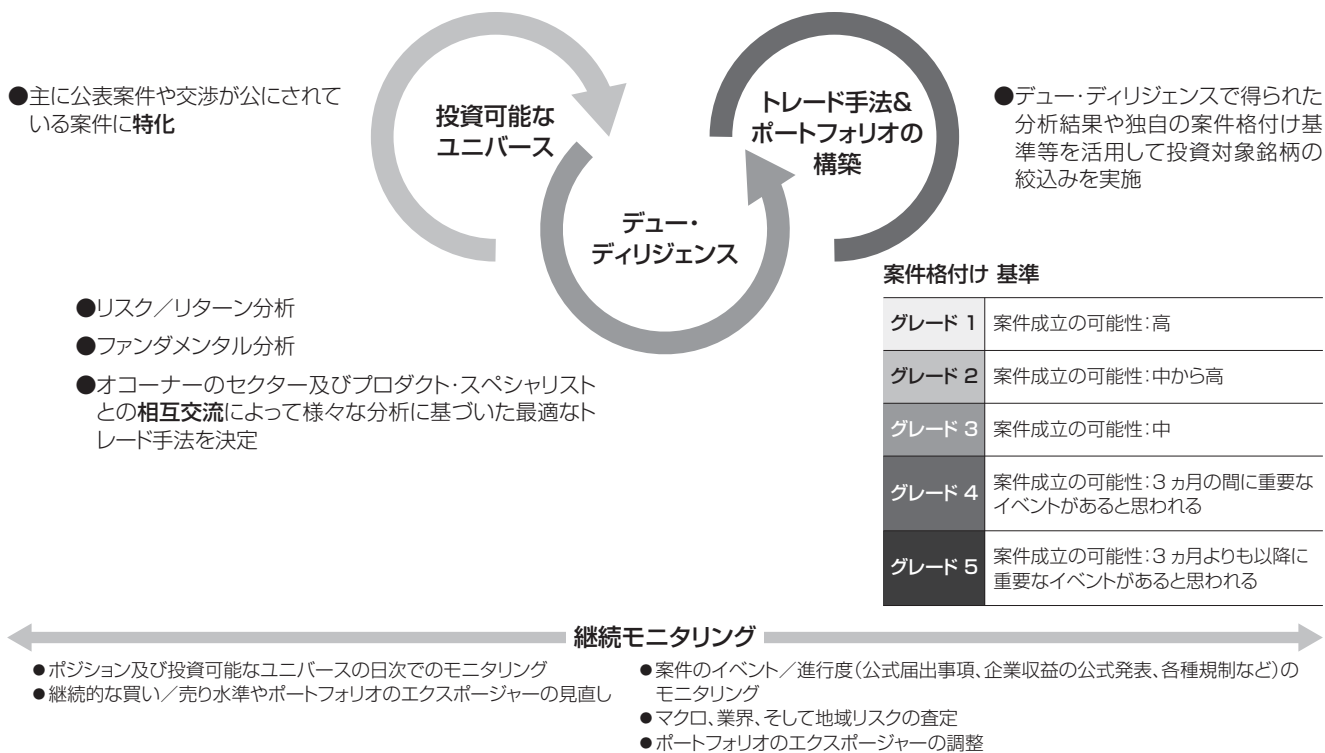 ●主に公表案件や交渉が公にされて
いる案件に特化
投資可能な
ユニバース
デュー・
ディリジェンス
トレード手法&
ポートフォリオの
構築
●デュー・ディリジェンスで得られた
分析結果や独自の案件格付け基
準等を活用して投資対象銘柄の
絞込みを実施
●リスク／リターン分析
●ファンダメンタル分析
●オコーナーのセクター及びプロダクト・スペシャリスト
との相互交流によって様々な分析に基づいた最適なト
レード手法を決定
案件格付け 基準
グレード 1 案件成立の可能性：高
グレード 2 案件成立の可能性：中から高
グレード 3 案件成立の可能性：中
グレード 4 案件成立の可能性：3 ヵ月の間に重要な
イベントがあると思われる
グレード 5 案件成立の可能性：3 ヵ月よりも以降に
重要なイベントがあると思われる
継続モニタリング
●ポジション及び投資可能なユニバースの日次でのモニタリング
●継続的な買い／売り水準やポートフォリオのエクスポージャーの見直し
●案件のイベント／進行度（公式届出事項、企業収益の公式発表、各種規制など）の
モニタリング
●マクロ、業界、そして地域リスクの査定
●ポートフォリオのエクスポージャーの調整